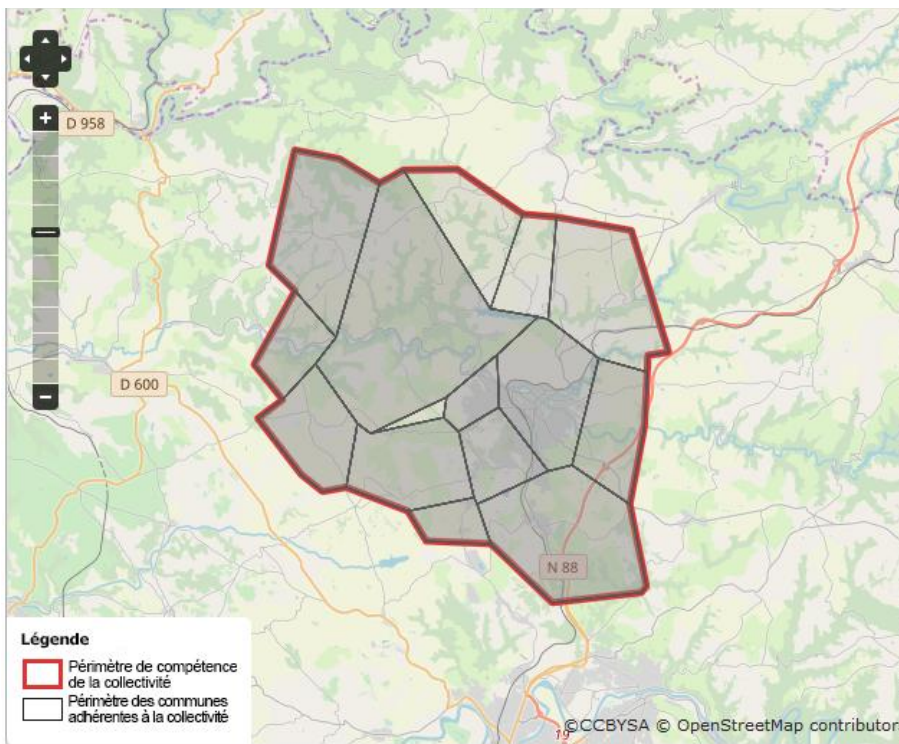 +
D 958
D 600
−
N 88
Légende
Périmètre de compétence
de la collectivité
Périmètre des communes
adhérentes à la collectivité
19
©CCBYSA © OpenStreetMap contributor